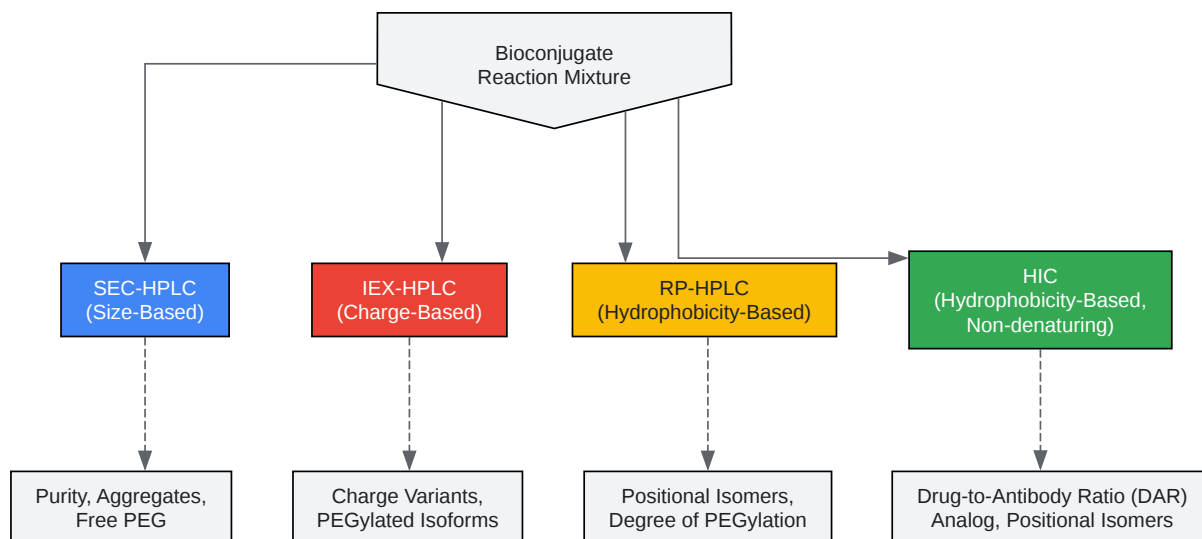 Bioconjugate
Reaction Mixture
SEC-HPLC
(Size-Based)
IEX-HPLC
(Charge-Based)
RP-HPLC
(Hydrophobicity-Based)
HIC
(Hydrophobicity-Based,
Non-denaturing)
Purity, Aggregates,
Free PEG
Charge Variants,
PEGylated Isoforms
Positional Isomers,
Degree of PEGylation
Drug-to-Antibody Ratio (DAR)
Analog, Positional Isomers